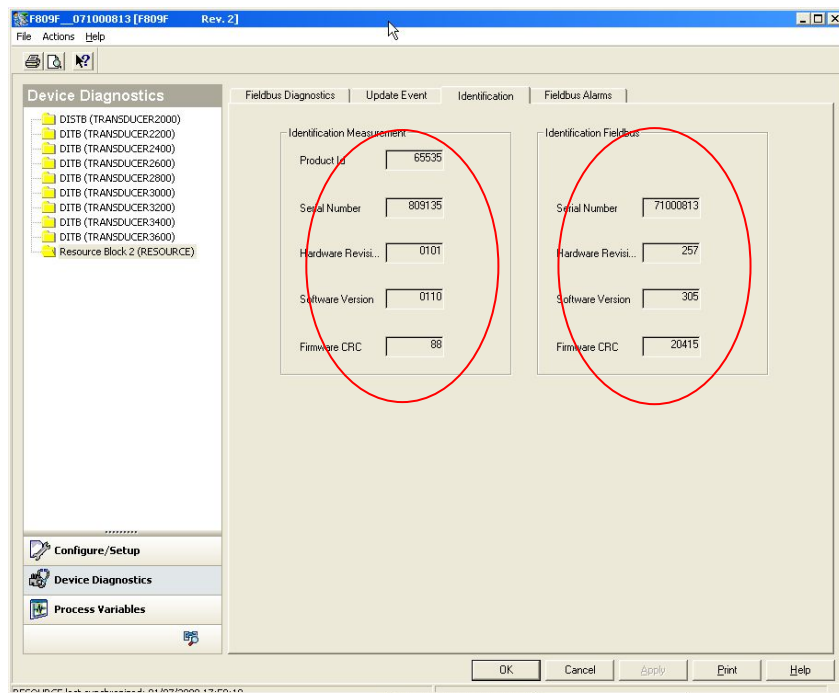 F809F__071000813 [F809F Rev. 2]
File Actions Help
Device Diagnostics
DISTB (TRANSDUCER2000)
DITB (TRANSDUCER2200)
DITB (TRANSDUCER2400)
DITB (TRANSDUCER2600)
DITB (TRANSDUCER2800)
DITB (TRANSDUCER3000)
DITB (TRANSDUCER3200)
DITB (TRANSDUCER3400)
DITB (TRANSDUCER3600)
Resource Block 2 (RESOURCE)
Configure/Setup
Device Diagnostics
Process Variables
Fieldbus Diagnostics Update Event Identification Fieldbus Alarms
Identification Measurement
Product Id 65535
Serial Number 809135
Hardware Revisi... 0101
Software Version 0110
Firmware CRC 88
Identification Fieldbus
Serial Number 71000813
Hardware Revisi... 257
Software Version 305
Firmware CRC 20415
OK Cancel Apply Print Help
RESOURCE last synchronized: